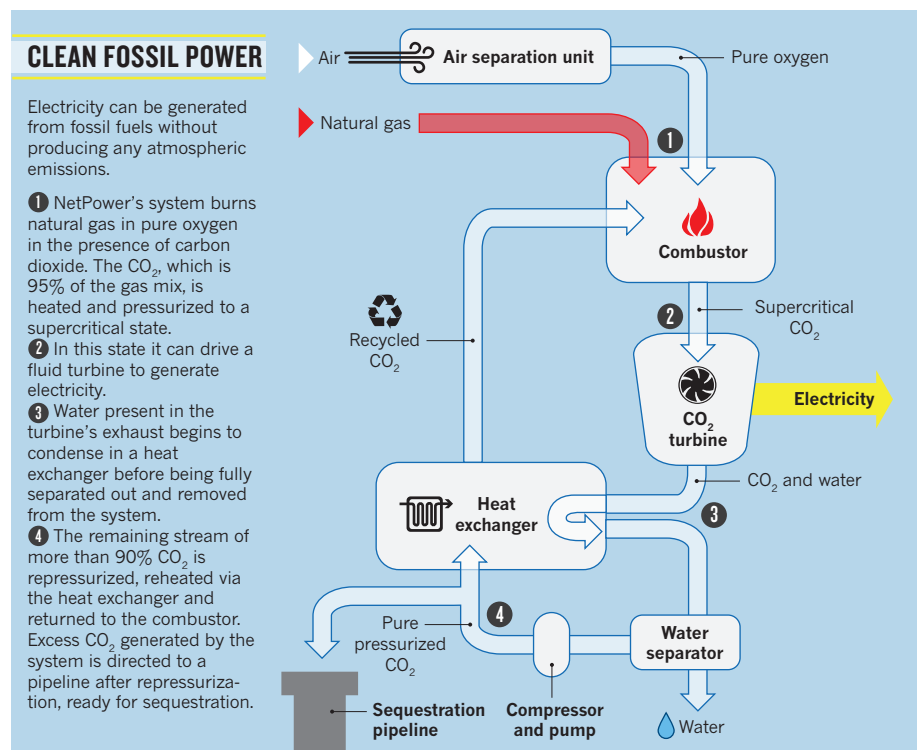 CLEAN FOSSIL POWER
Electricity can be generated
from fossil fuels without
producing any atmospheric
emissions.
1 NetPower's system burns
natural gas in pure oxygen
in the presence of carbon
dioxide. The CO₂, which is
95% of the gas mix, is
heated and pressurized to a
supercritical state.
2 In this state it can drive a
fluid turbine to generate
electricity.
3 Water present in the
turbine's exhaust begins to
condense in a heat
exchanger before being fully
separated out and removed
from the system.
4 The remaining stream of
more than 90% CO₂ is
repressurized, reheated via
the heat exchanger and
returned to the combustor.
Excess CO₂ generated by the
system is directed to a
pipeline after repressuriza-
tion, ready for sequestration.
Air
Air separation unit
Pure oxygen
Natural gas
1
Combustor
2
Supercritical
CO₂
Recycled
CO₂
CO₂
turbine
Electricity
CO₂ and water
Heat
exchanger
3
4
Pure
pressurized
CO₂
Water
separator
Sequestration
pipeline
Compressor
and pump
Water